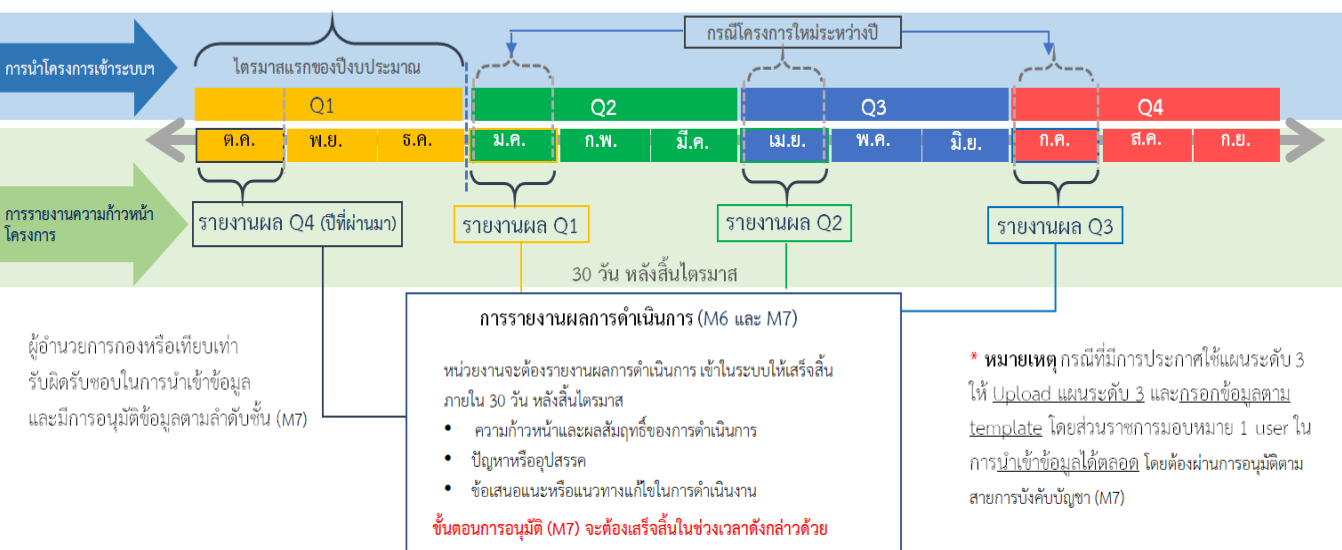 กรณีโครงการใหม่ระหว่างปี
การนำโครงการเข้าระบบฯ
ไตรมาสแรกของปีงบประมาณ
Q1 Q2 Q3 Q4
ต.ค. พ.ย. ธ.ค. ม.ค. ก.พ. มี.ค. เม.ย. พ.ค. มิ.ย. ก.ค. ส.ค. ก.ย.
การรายงานความก้าวหน้า
โครงการ
รายงานผล Q4 (ปีที่ผ่านมา)
รายงานผล Q1
รายงานผล Q2
รายงานผล Q3
30 วัน หลังสิ้นไตรมาส
ผู้อำนวยการกองหรือเทียบเท่า
รับผิดรับชอบในการนำเข้าข้อมูล
และมีการอนุมัติข้อมูลตามลำดับชั้น (M7)
การรายงานผลการดำเนินการ (M6 และ M7)
หน่วยงานจะต้องรายงานผลการดำเนินการ เข้าในระบบให้เสร็จสิ้น
ภายใน 30 วัน หลังสิ้นไตรมาส
• ความก้าวหน้าและผลสัมฤทธิ์ของการดำเนินการ
• ปัญหาหรืออุปสรรค
• ข้อเสนอแนะหรือแนวทางแก้ไขในการดำเนินงาน
ขั้นตอนการอนุมัติ (M7) จะต้องเสร็จสิ้นในช่วงเวลาดังกล่าวด้วย
* หมายเหตุ กรณีที่มีการประกาศใช้แผนระดับ 3
ให้ Upload แผนระดับ 3 และกรอกข้อมูลตาม
template โดยส่วนราชการมอบหมาย 1 user ใน
การนำเข้าข้อมูลได้ตลอด โดยต้องผ่านการอนุมัติตาม
สายการบังคับบัญชา (M7)